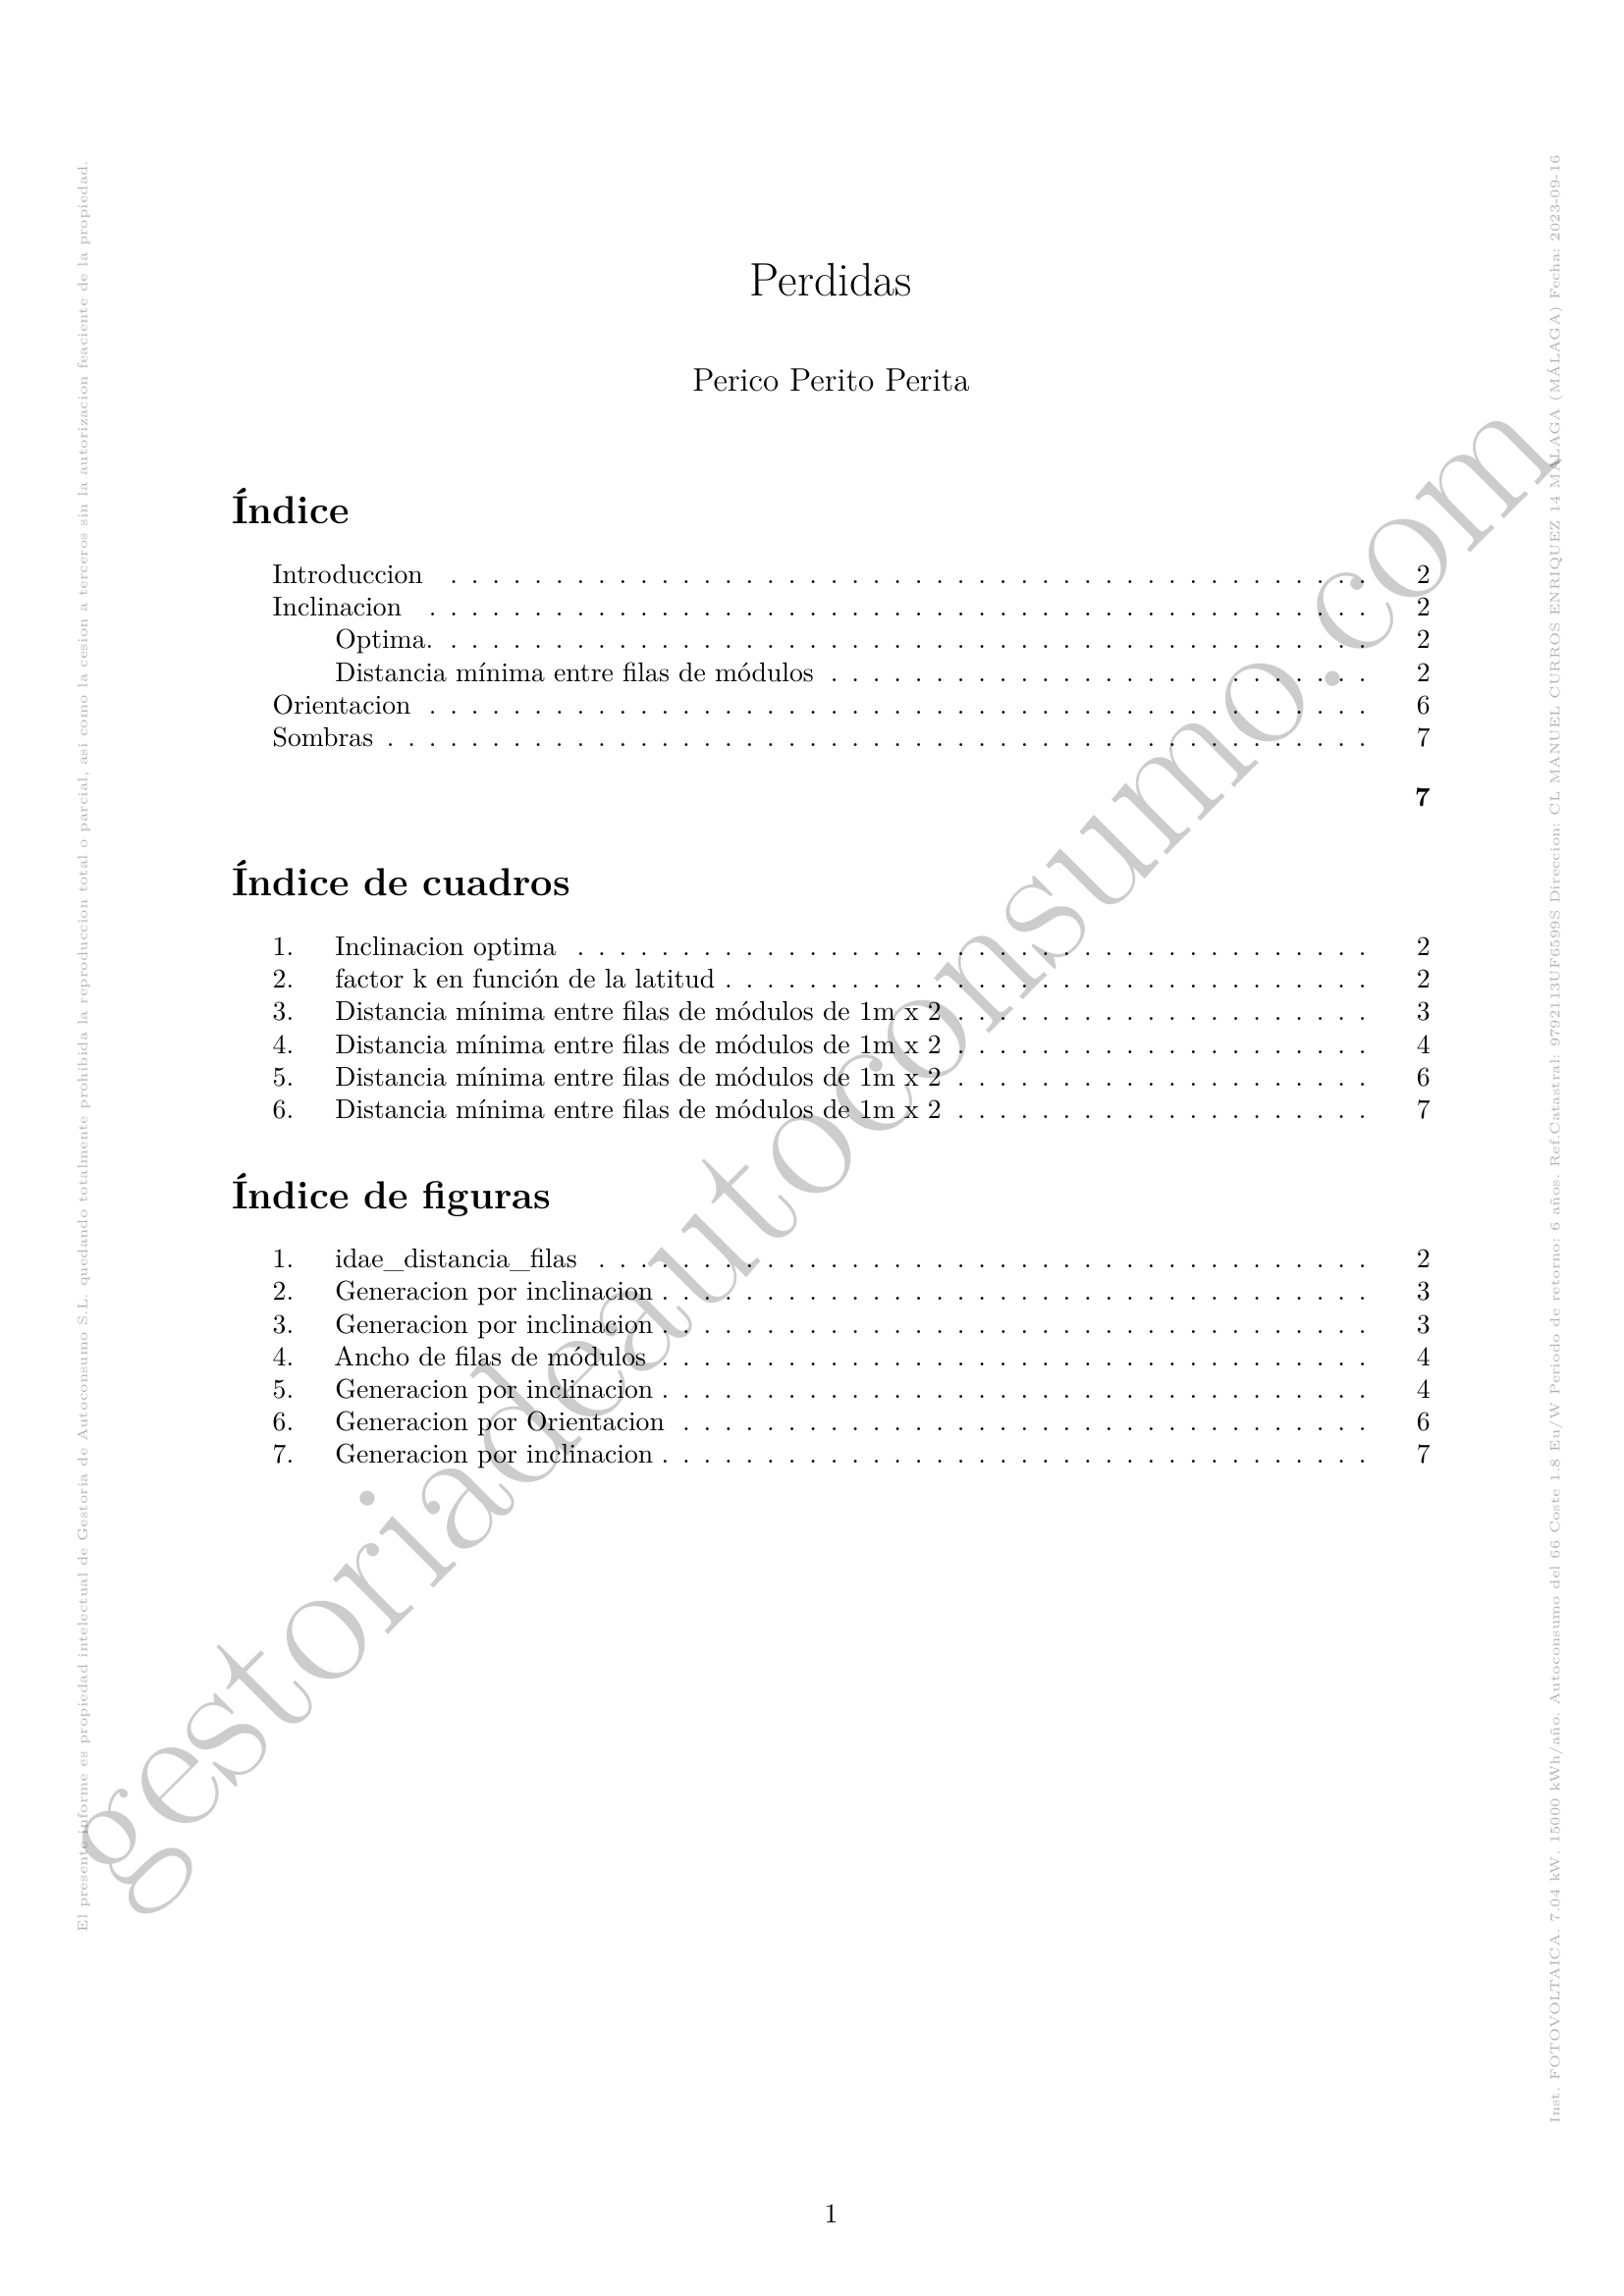 Perdidas
Perico Perito Perita
Índice
Introduccion . . . . . . . . . . 2
Inclinacion . . . . . . . . . . 2
Optima. . . . . . . . . . . 2
Distancia mínima entre filas de módulos . . . . . . . . . . 2
Orientacion . . . . . . . . . . 6
Sombras . . . . . . . . . . 7
7
Índice de cuadros
1. Inclinacion optima . . . . . . . . . . 2
2. factor k en función de la latitud . . . . . . . . . . 2
3. Distancia mínima entre filas de módulos de 1m x 2 . . . . . . . . . . 3
4. Distancia mínima entre filas de módulos de 1m x 2 . . . . . . . . . . 4
5. Distancia mínima entre filas de módulos de 1m x 2 . . . . . . . . . . 6
6. Distancia mínima entre filas de módulos de 1m x 2 . . . . . . . . . . 7
Índice de figuras
1. idae_distancia_filas . . . . . . . . . . 2
2. Generacion por inclinacion . . . . . . . . . . 3
3. Generacion por inclinacion . . . . . . . . . . 3
4. Ancho de filas de módulos . . . . . . . . . . 4
5. Generacion por inclinacion . . . . . . . . . . 4
6. Generacion por Orientacion . . . . . . . . . . 6
7. Generacion por inclinacion . . . . . . . . . . 7
1
El presente informe es propiedad intelectual de Gestoria de Autoconsumo S.L. quedando totalmente prohibida la reproduccion total o parcial, asi como la cesion a terceros sin la autorizacion feaciente de la propiedad.
Inst. FOTOVOLTAICA. 7.04 kW. 15000 kWh/año. Autoconsumo del 66 Coste 1.8 Eu/W Periodo de retorno: 6 años. Ref.Catastral: 9792113UF6599S Direccion: CL MANUEL CURROS ENRIQUEZ 14 MÁLAGA (MÁLAGA) Fecha: 2023-09-16
gestoriadeautoconsumo.com